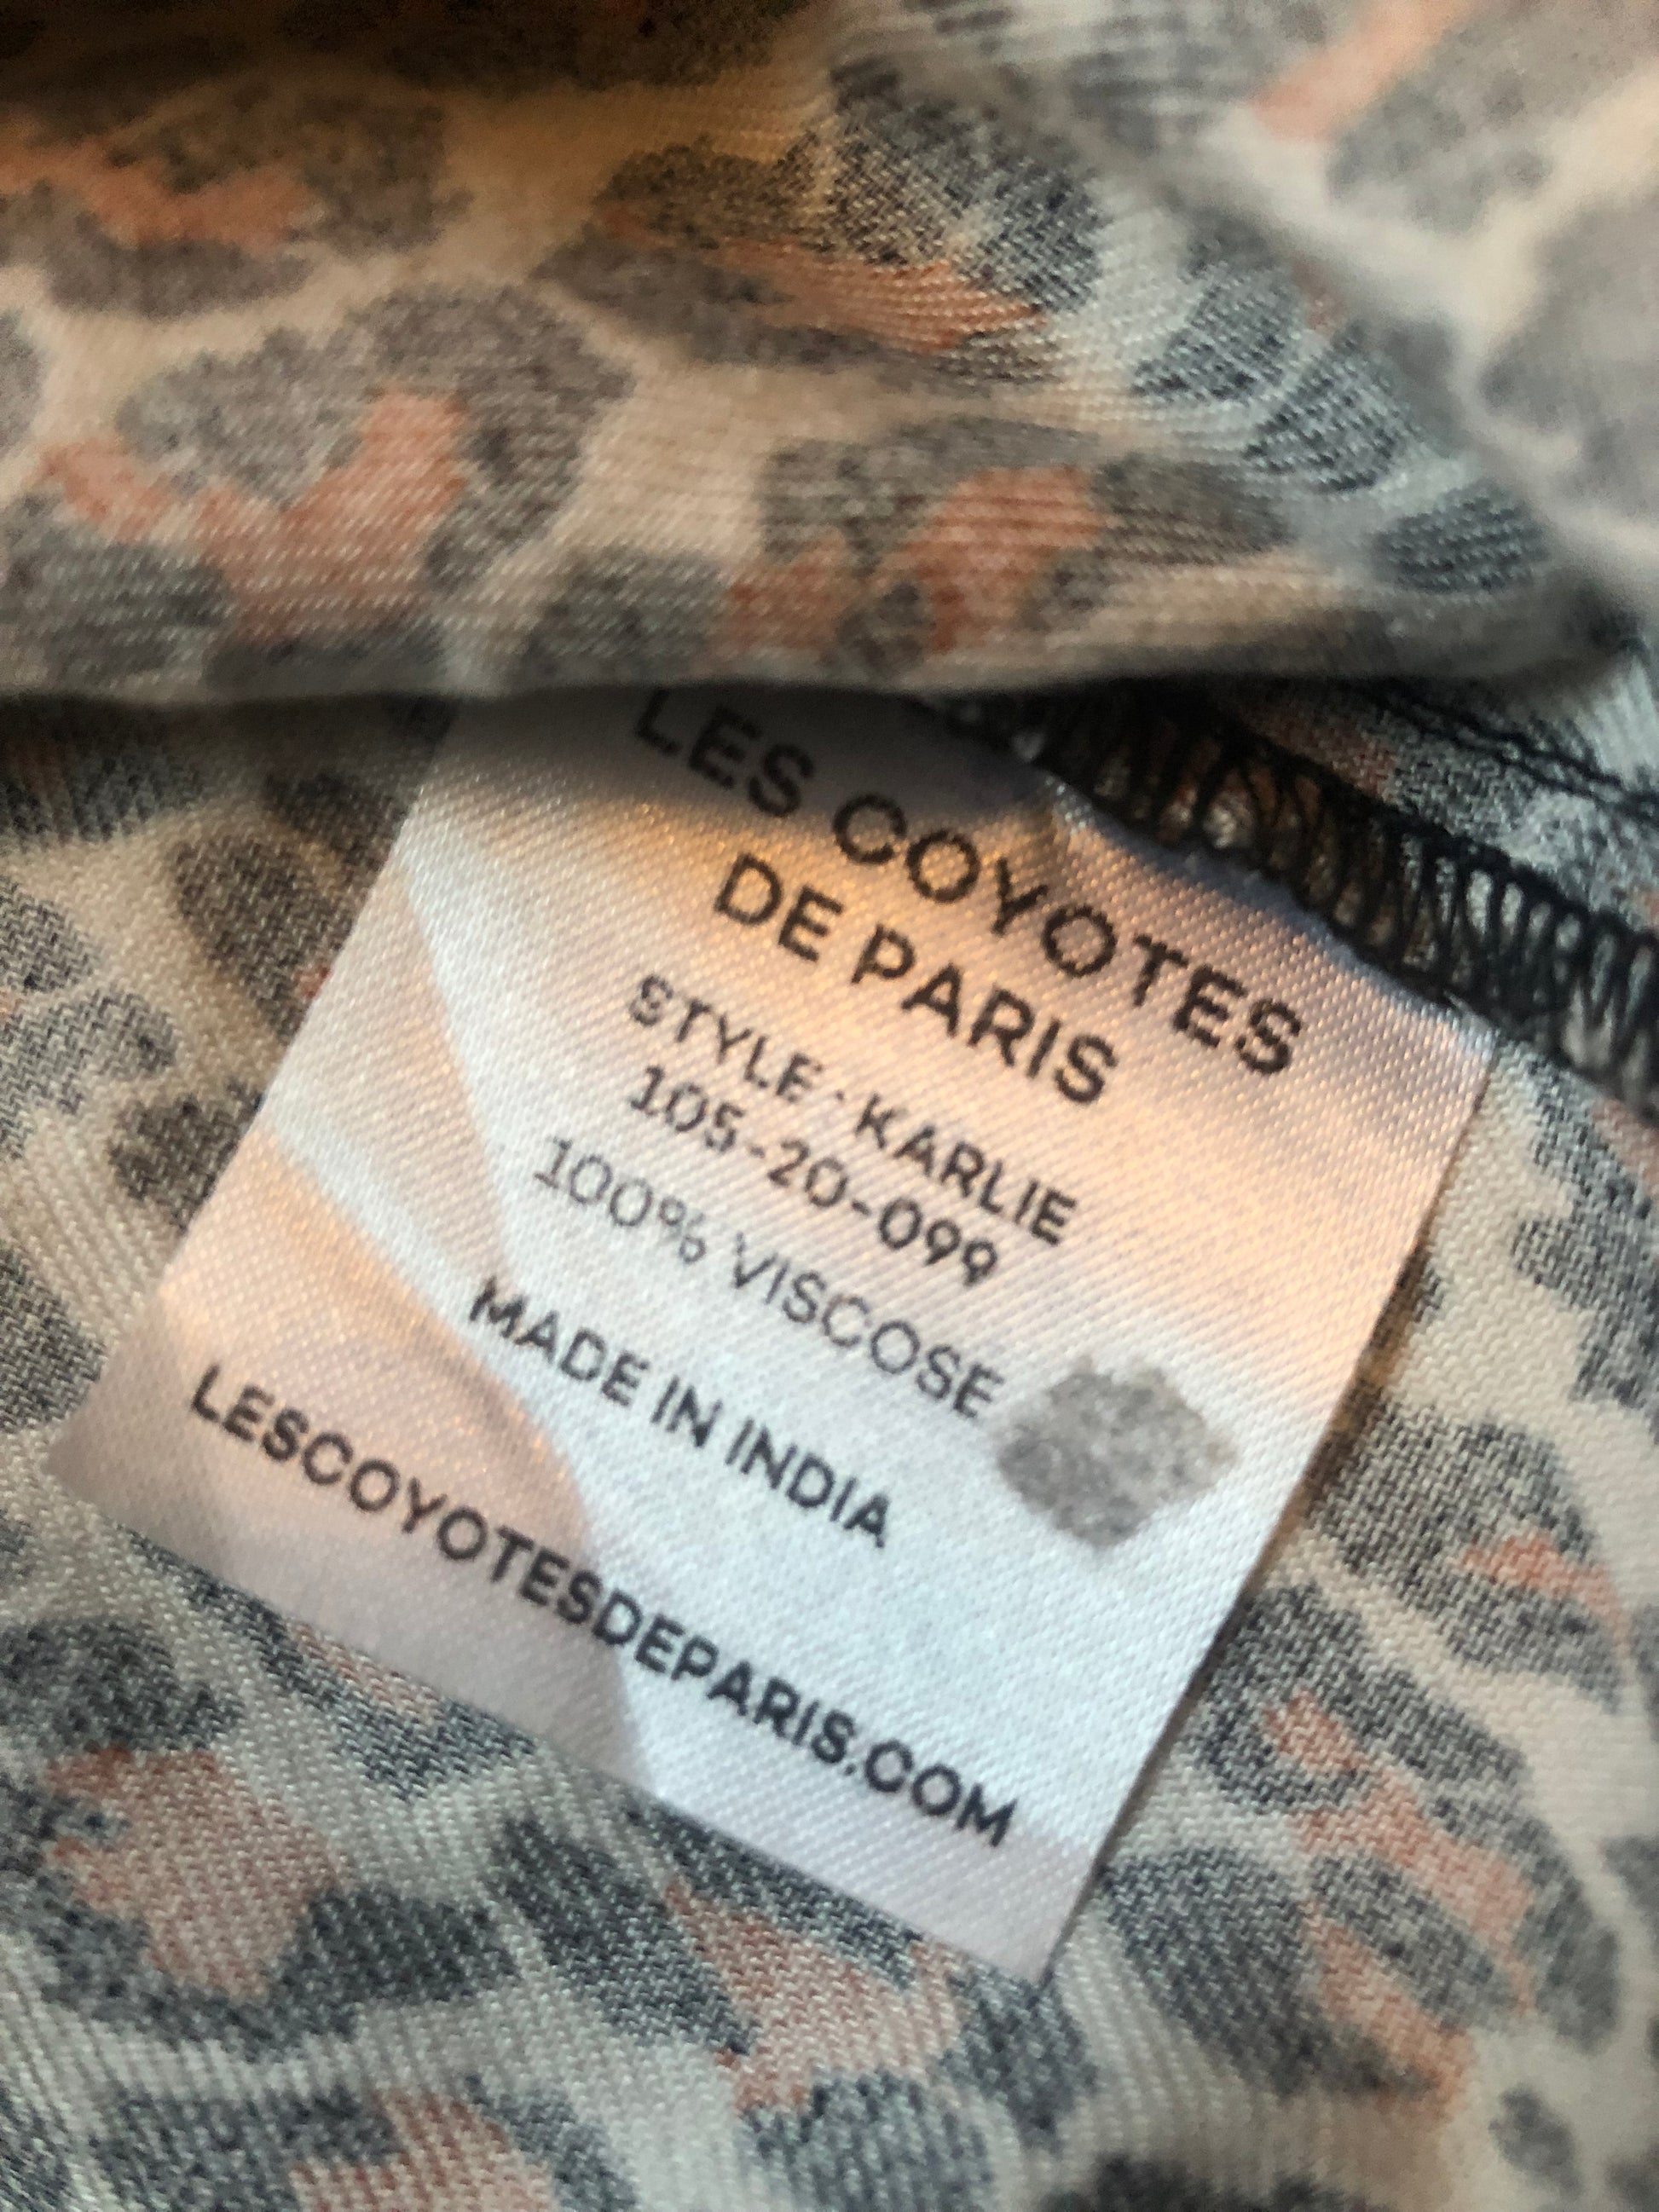 LES COYOTES
DE PARIS
STYLE · KARLIE
105-20-099
100% VISCOSE
MADE IN INDIA
LESCOYOTESDEPARIS.COM